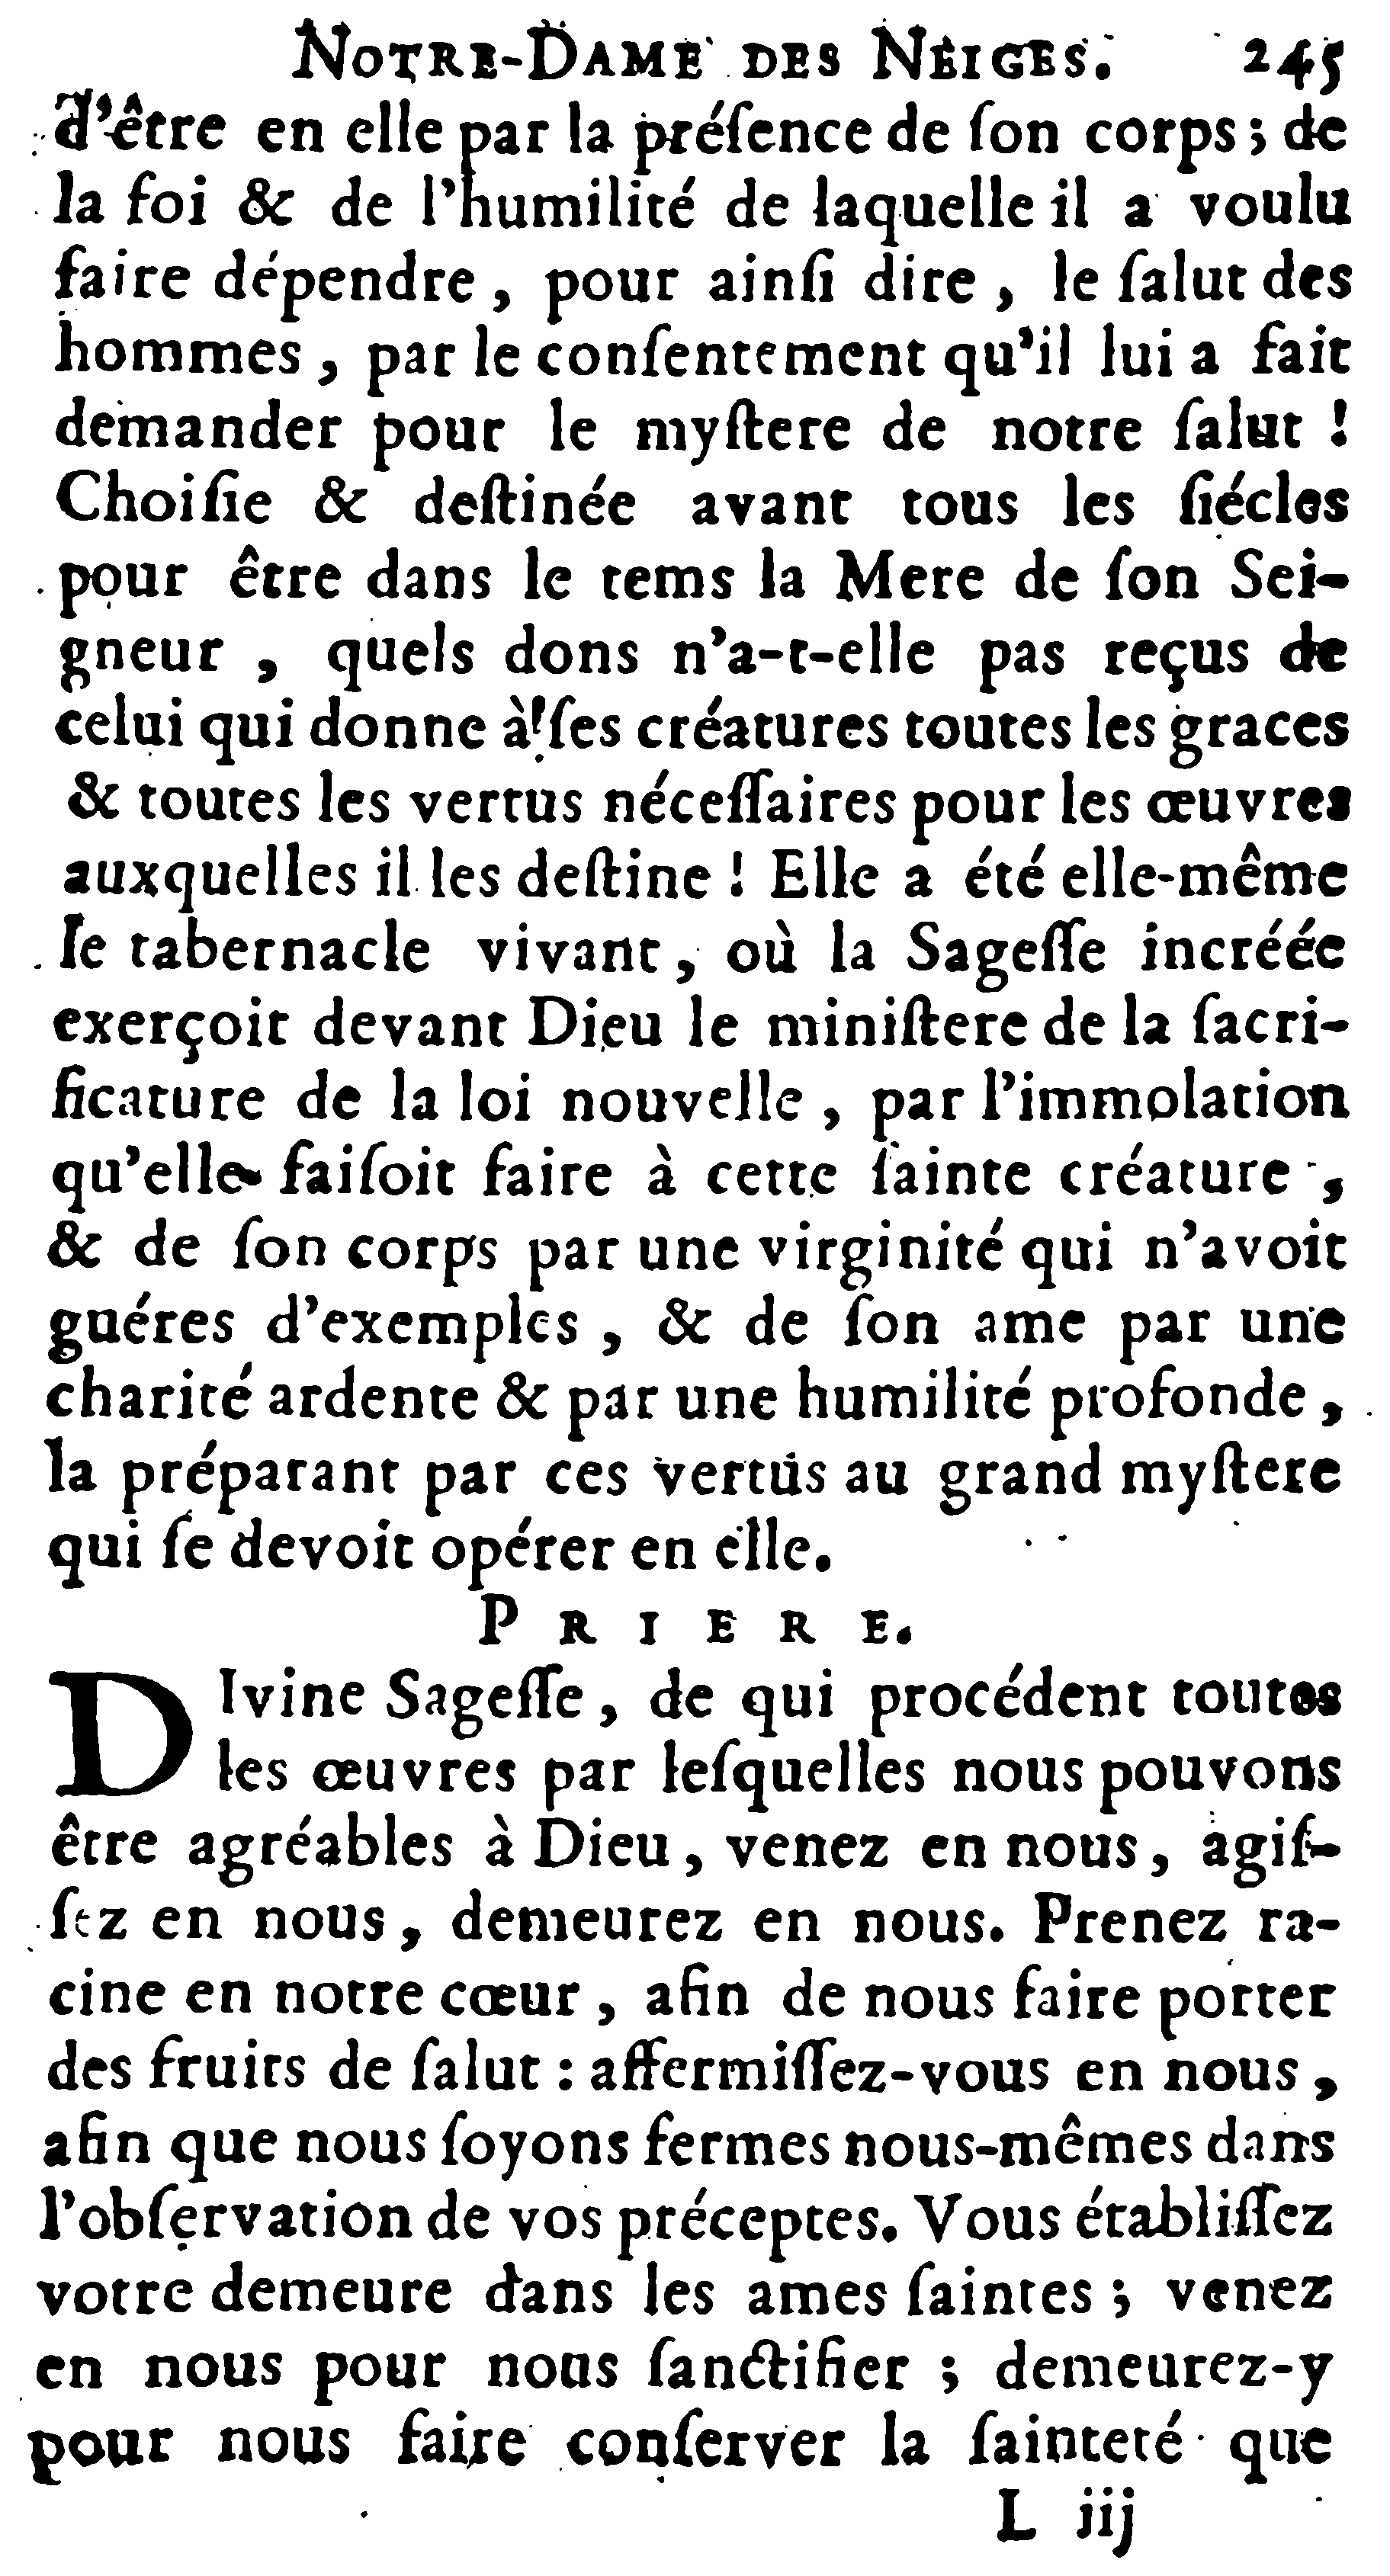 NOTRE-DAME DES NEIGES. 245
d'être en elle par la préſence de ſon corps ; de
la foi & de l'humilité de laquelle il a voulu
faire dépendre, pour ainſi dire, le ſalut des
hommes, par le conſentement qu'il lui a fait
demander pour le myſtere de notre ſalut !
Choiſie & deſtinée avant tous les ſiécles
pour être dans le tems la Mere de ſon Sei-
gneur, quels dons n'a-t-elle pas reçus de
celui qui donne à ſes créatures toutes les graces
& toutes les vertus néceſſaires pour les œuvres
auxquelles il les deſtine ! Elle a été elle-même
le tabernacle vivant, où la Sageſſe incréée
exerçoit devant Dieu le miniſtere de la ſacri-
ficature de la loi nouvelle, par l'immolation
qu'elle faiſoit faire à cette ſainte créature,
& de ſon corps par une virginité qui n'avoit
guéres d'exemples, & de ſon ame par une
charité ardente & par une humilité profonde,
la préparant par ces vertus au grand myſtere
qui ſe devoit opérer en elle.
PRIERE.
DIvine Sageſſe, de qui procédent toutes
les œuvres par leſquelles nous pouvons
être agréables à Dieu, venez en nous, agiſ-
ſez en nous, demeurez en nous. Prenez ra-
cine en notre cœur, afin de nous faire porter
des fruits de ſalut : affermiſſez-vous en nous,
afin que nous ſoyons fermes nous-mêmes dans
l'obſervation de vos préceptes. Vous établiſſez
votre demeure dans les ames ſaintes ; venez
en nous pour nous ſanctifier ; demeurez-y
pour nous faire conſerver la ſainteté que
L iij